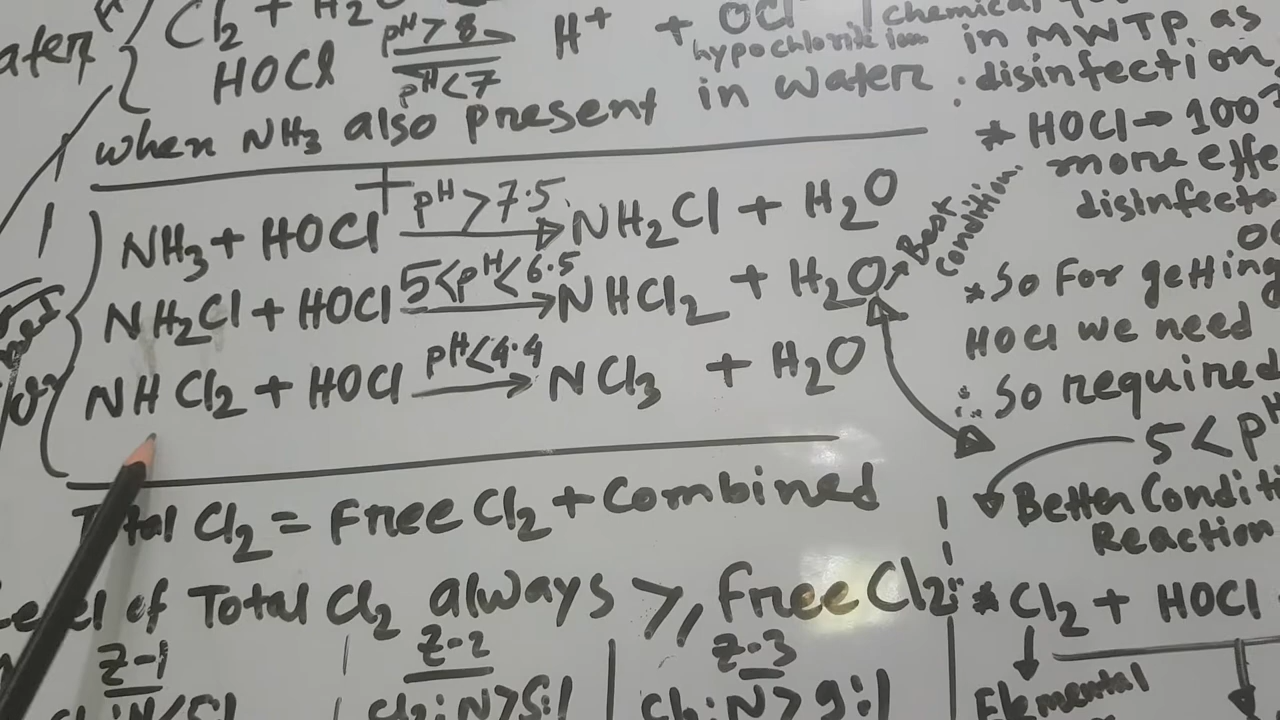 Cl2 + H2O
HOCl pH>8 pH<7 H+ + OCl
hypochlorite ion
when NH3 also present in water
NH3 + HOCl pH>7.5 NH2Cl + H2O
NH2Cl + HOCl 5<pH<6.5 NHCl2 + H2O
Best condition.
NHCl2 + HOCl pH<4.4 NCl3 + H2O
Total Cl2 = Free Cl2 + Combined
Level of Total Cl2 always >, Free Cl2
Z-1
Z-2
Z-3
Cl2:N>5:1
Cl2:N>9:1
chemical
in MWTP as
disinfection
* HOCl → 100
more effe
disinfecta
* So For getting
HOCl we need
∴ So required
5 < pH
Better Conditi
Reaction
* Cl2 + HOCl
Elemental